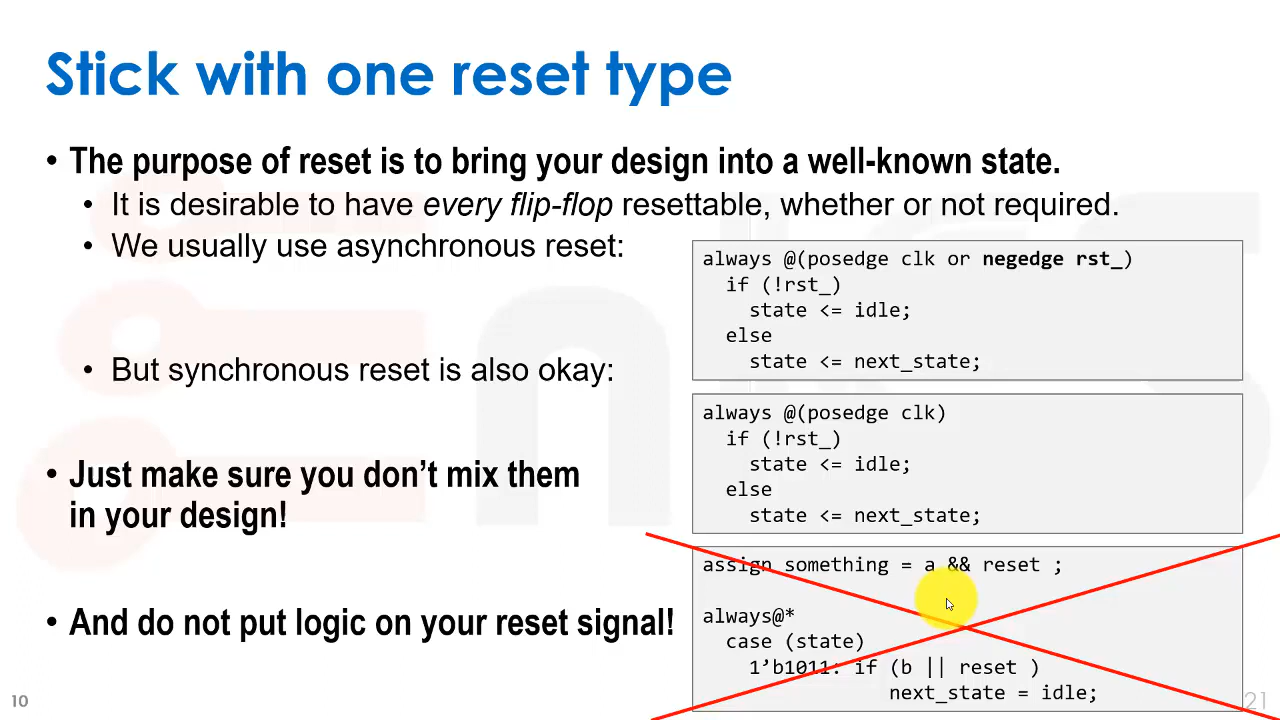 Stick with one reset type
• The purpose of reset is to bring your design into a well-known state.
• It is desirable to have every flip-flop resettable, whether or not required.
• We usually use asynchronous reset:
always @(posedge clk or negedge rst_)
if (!rst_)
state <= idle;
else
state <= next_state;
• But synchronous reset is also okay:
always @(posedge clk)
if (!rst_)
state <= idle;
else
state <= next_state;
• Just make sure you don’t mix them
in your design!
• And do not put logic on your reset signal!
assign something = a && reset ;
always@*
case (state)
1’b1011: if (b || reset )
next_state = idle;
10
21